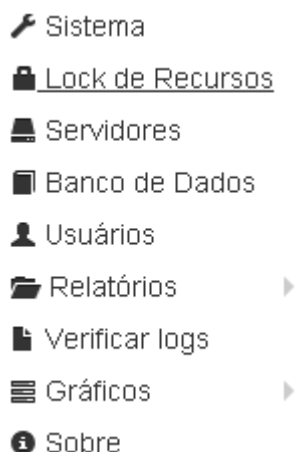 Sistema
Lock de Recursos
Servidores
Banco de Dados
Usuários
Relatórios
Verificar logs
Gráficos
Sobre